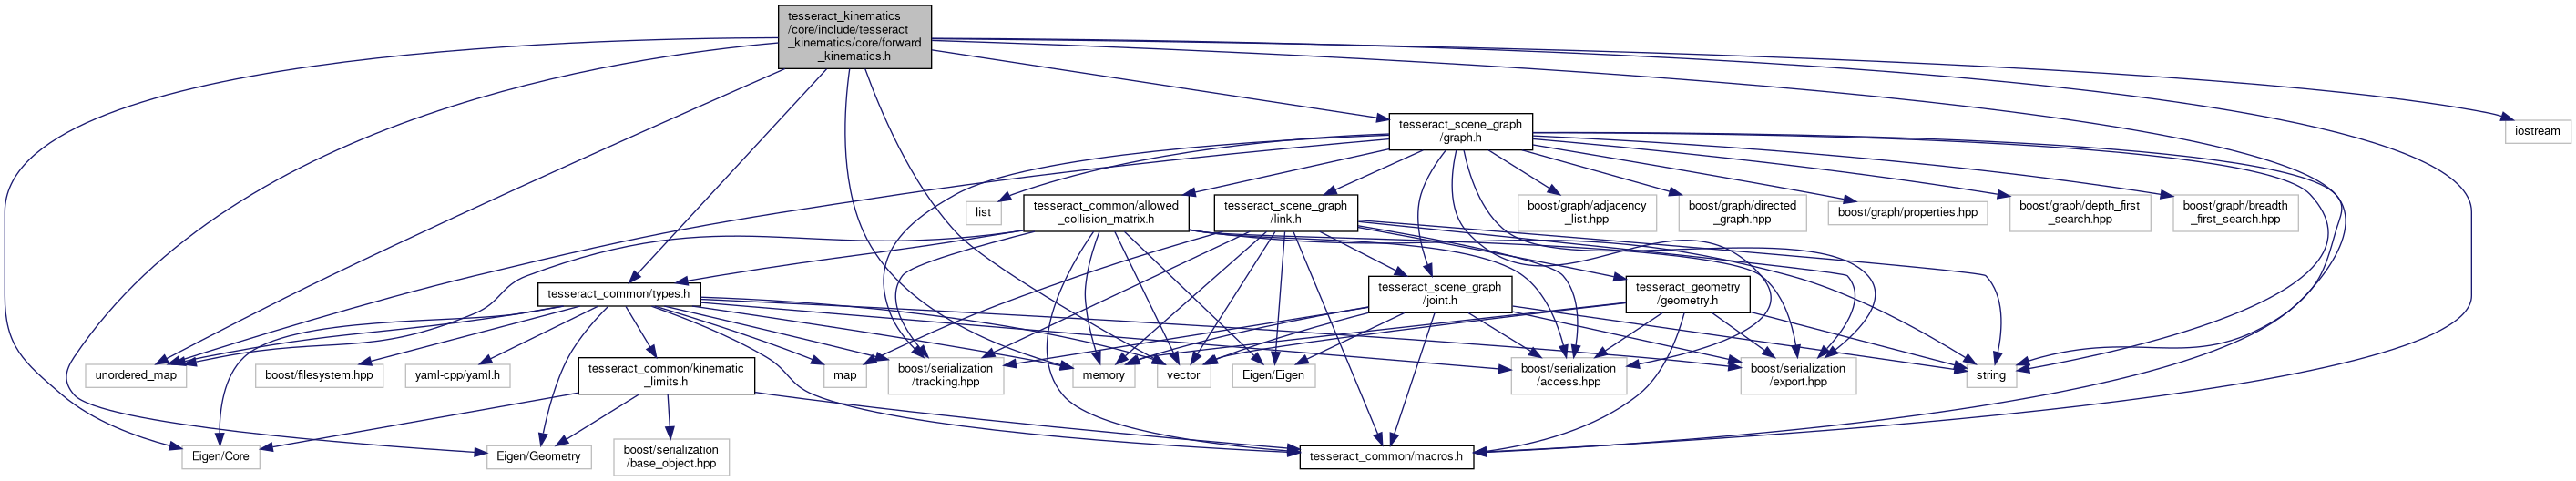 tesseract_kinematics
/core/include/tesseract
_kinematics/core/forward
_kinematics.h
tesseract_scene_graph
/graph.h
iostream
list
tesseract_common/allowed
_collision_matrix.h
tesseract_scene_graph
/link.h
boost/graph/adjacency
_list.hpp
boost/graph/directed
_graph.hpp
boost/graph/properties.hpp
boost/graph/depth_first
_search.hpp
boost/graph/breadth
_first_search.hpp
tesseract_common/types.h
tesseract_scene_graph
/joint.h
tesseract_geometry
/geometry.h
unordered_map
boost/filesystem.hpp
yaml-cpp/yaml.h
tesseract_common/kinematic
_limits.h
map
boost/serialization
/tracking.hpp
memory
vector
Eigen/Eigen
boost/serialization
/access.hpp
boost/serialization
/export.hpp
string
Eigen/Core
Eigen/Geometry
boost/serialization
/base_object.hpp
tesseract_common/macros.h